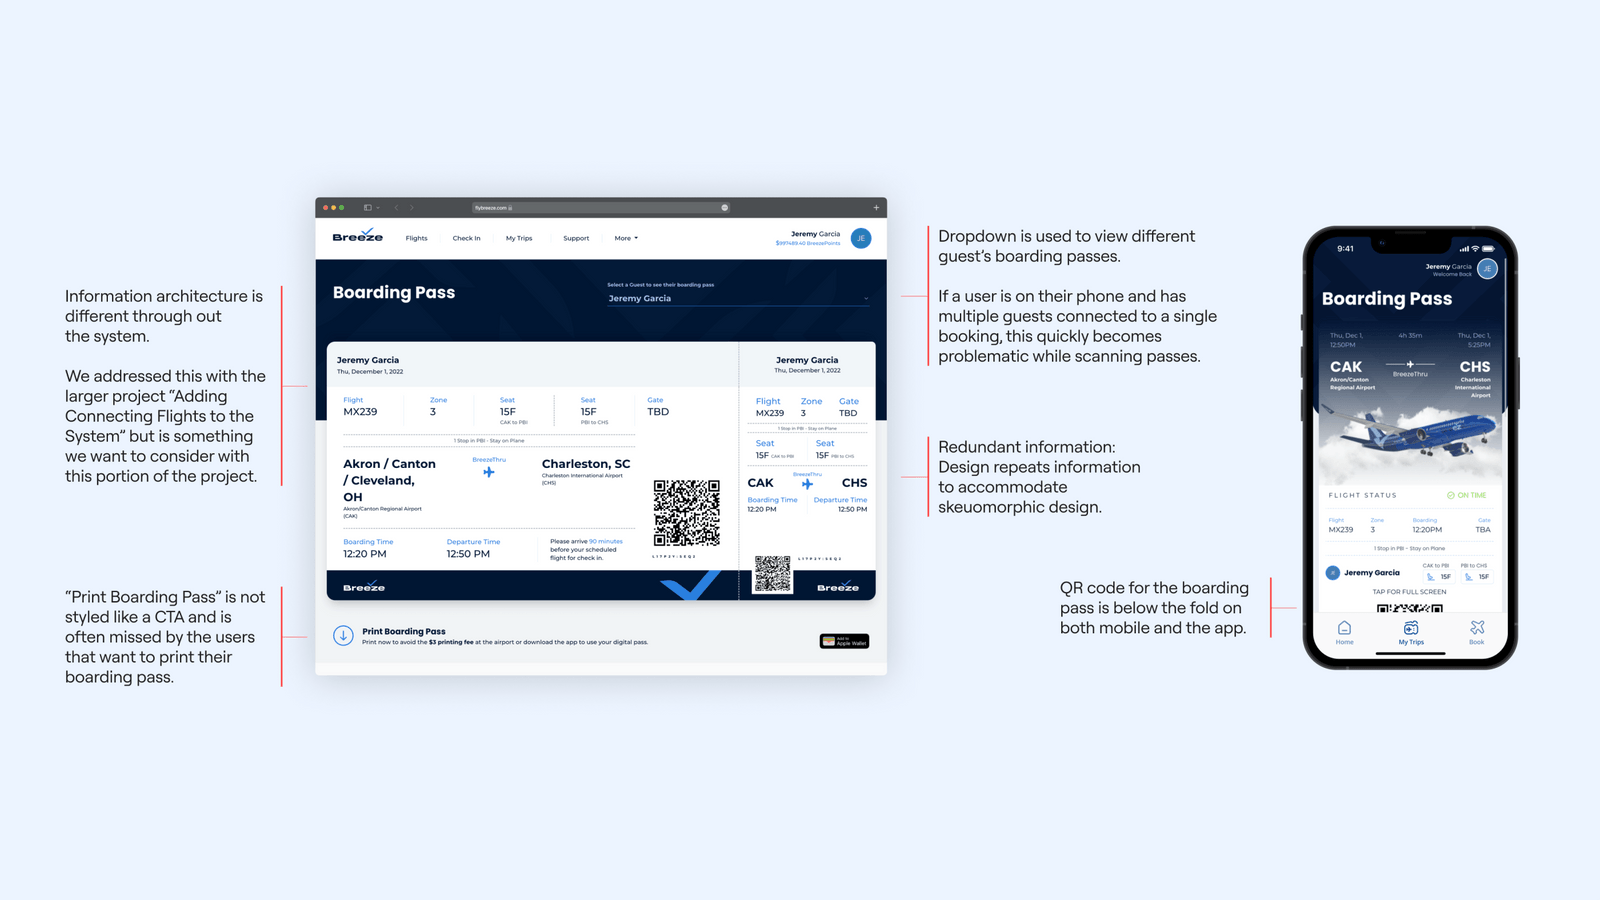 Information architecture is
different through out
the system.
We addressed this with the
larger project “Adding
Connecting Flights to the
System” but is something
we want to consider with
this portion of the project.
“Print Boarding Pass” is not
styled like a CTA and is
often missed by the users
that want to print their
boarding pass.
flybreeze.com
Breeze
Flights
Check In
My Trips
Support
More
Jeremy Garcia
$997489.40 BreezePoints
JE
Boarding Pass
Select a Guest to see their boarding pass
Jeremy Garcia
Jeremy Garcia
Thu, December 1, 2022
Flight
MX239
Zone
3
Seat
15F
CAK to PBI
Seat
15F
PBI to CHS
Gate
TBD
1 Stop in PBI - Stay on Plane
Akron / Canton
/ Cleveland,
OH
Akron/Canton Regional Airport
(CAK)
BreezeThru
Charleston, SC
Charleston International Airport
(CHS)
Boarding Time
12:20 PM
Departure Time
12:50 PM
Please arrive 90 minutes
before your scheduled
flight for check in.
Breeze
Jeremy Garcia
Thu, December 1, 2022
Flight
MX239
Zone
3
Gate
TBD
1 Stop in PBI - Stay on Plane
Seat
15F CAK to PBI
Seat
15F PBI to CHS
CAK
BreezeThru
CHS
Boarding Time
12:20 PM
Departure Time
12:50 PM
Breeze
Print Boarding Pass
Print now to avoid the $3 printing fee at the airport or download the app to use your digital pass.
Add to
Apple Wallet
Dropdown is used to view different
guest’s boarding passes.
If a user is on their phone and has
multiple guests connected to a single
booking, this quickly becomes
problematic while scanning passes.
Redundant information:
Design repeats information
to accommodate
skeuomorphic design.
QR code for the boarding
pass is below the fold on
both mobile and the app.
9:41
Jeremy Garcia
Welcome Back
JE
Boarding Pass
Thu, Dec 1,
12:50PM
4h 35m
Thu, Dec 1,
5:25PM
CAK
Akron/Canton
Regional Airport
BreezeThru
CHS
Charleston
International
Airport
FLIGHT STATUS
ON TIME
Flight
MX239
Zone
3
Boarding
12:20PM
Gate
TBA
1 Stop in PBI - Stay on Plane
Jeremy Garcia
CAK to PBI
15F
PBI to CHS
15F
TAP FOR FULL SCREEN
Home
My Trips
Book